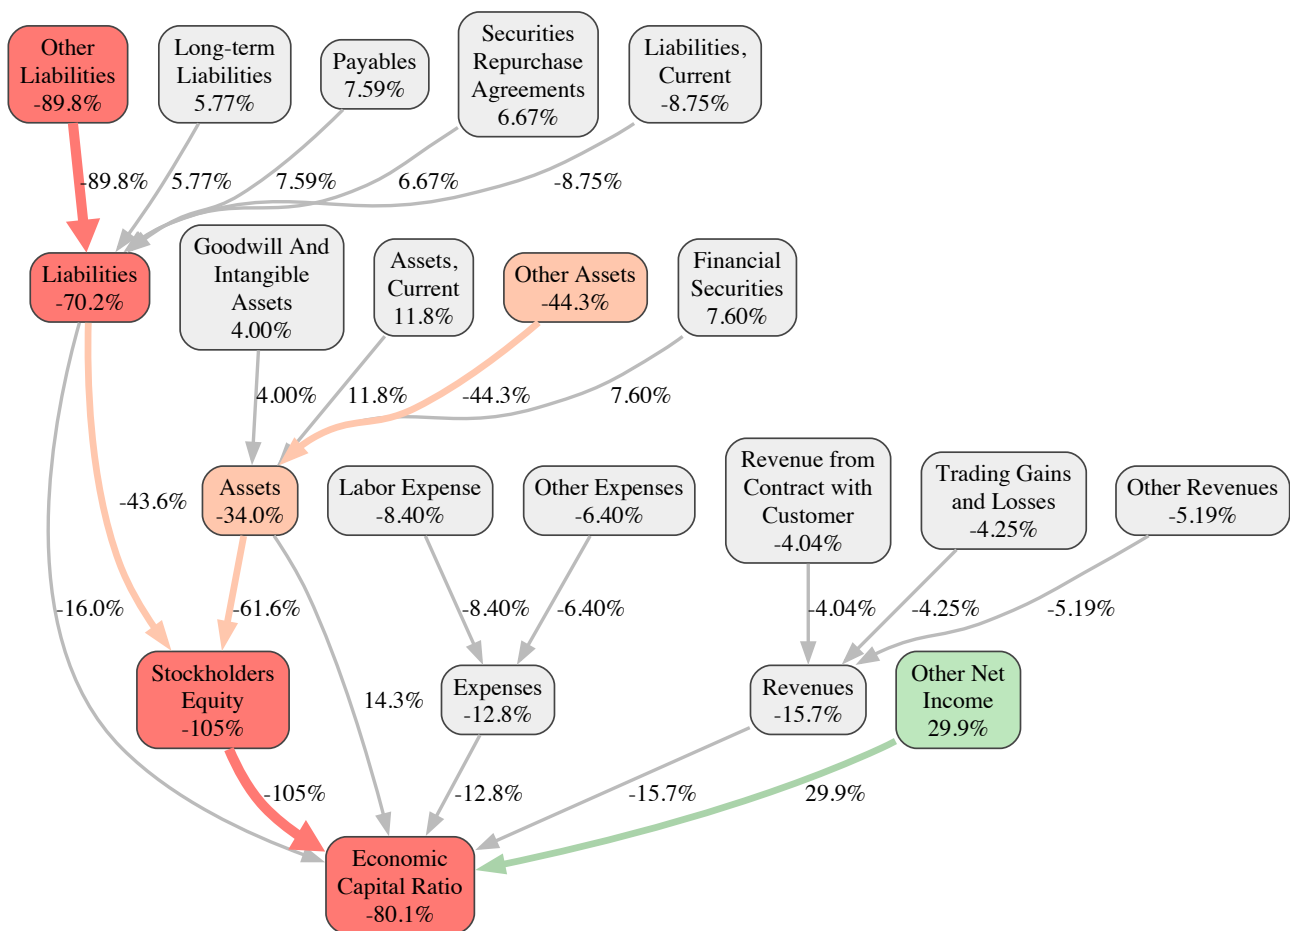 Other
Liabilities
-89.8%
Long-term
Liabilities
5.77%
Payables
7.59%
Securities
Repurchase
Agreements
6.67%
Liabilities,
Current
-8.75%
-89.8%
5.77%
7.59%
6.67%
-8.75%
Liabilities
-70.2%
Goodwill And
Intangible
Assets
4.00%
Assets,
Current
11.8%
Other Assets
-44.3%
Financial
Securities
7.60%
4.00%
11.8%
-44.3%
7.60%
-43.6%
Assets
-34.0%
Labor Expense
-8.40%
Other Expenses
-6.40%
Revenue from
Contract with
Customer
-4.04%
Trading Gains
and Losses
-4.25%
Other Revenues
-5.19%
-16.0%
-61.6%
-8.40%
-6.40%
-4.04%
-4.25%
-5.19%
Stockholders
Equity
-105%
14.3%
Expenses
-12.8%
Revenues
-15.7%
Other Net
Income
29.9%
-105%
-12.8%
-15.7%
29.9%
Economic
Capital Ratio
-80.1%